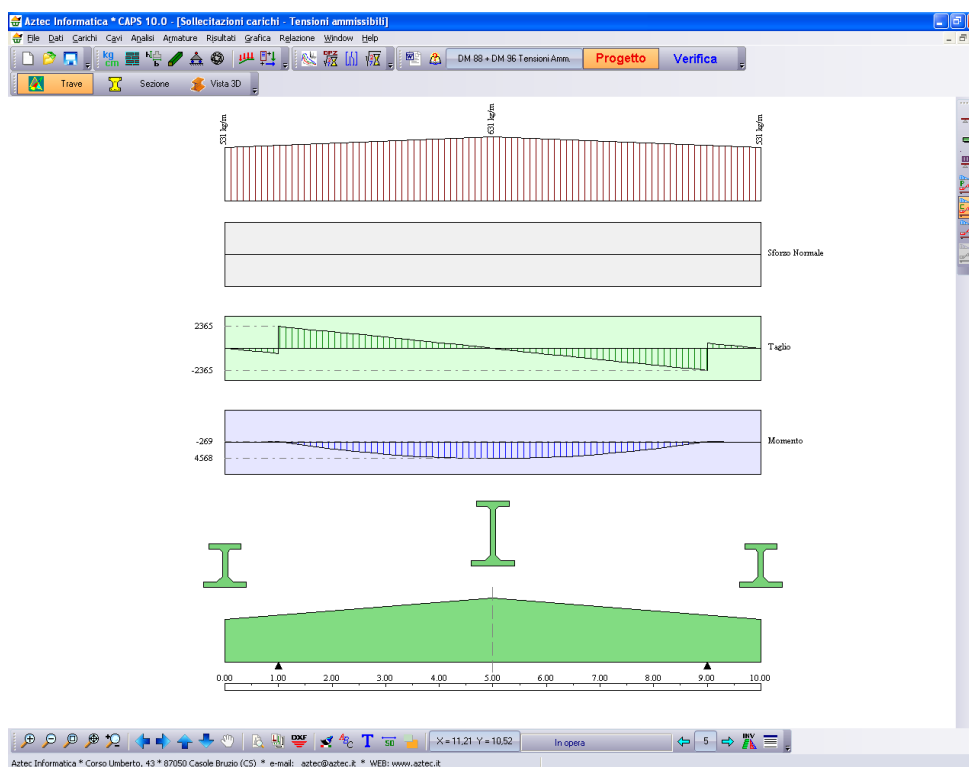 Aztec Informatica * CAPS 10.0 - [Sollecitazioni carichi - Tensioni ammissibili]
File Dati Carichi Cavi Analisi Armature Risultati Grafica Relazione Window Help
kg cm N b DM 88 + DM 96 Tensioni Amm. Progetto Verifica
Trave Sezione Vista 3D
531 kg/m 631 kg/m 531 kg/m
Sforzo Normale
2365
Taglio
-2365
-269 Momento
4568
0.00 1.00 2.00 3.00 4.00 5.00 6.00 7.00 8.00 9.00 10.00
DXF ABC T 50 X = 11,21 Y = 10,52 In opera 5 INV
Aztec Informatica * Corso Umberto, 43 * 87050 Casole Bruzio (CS) * e-mail: aztec@aztec.it * WEB: www.aztec.it